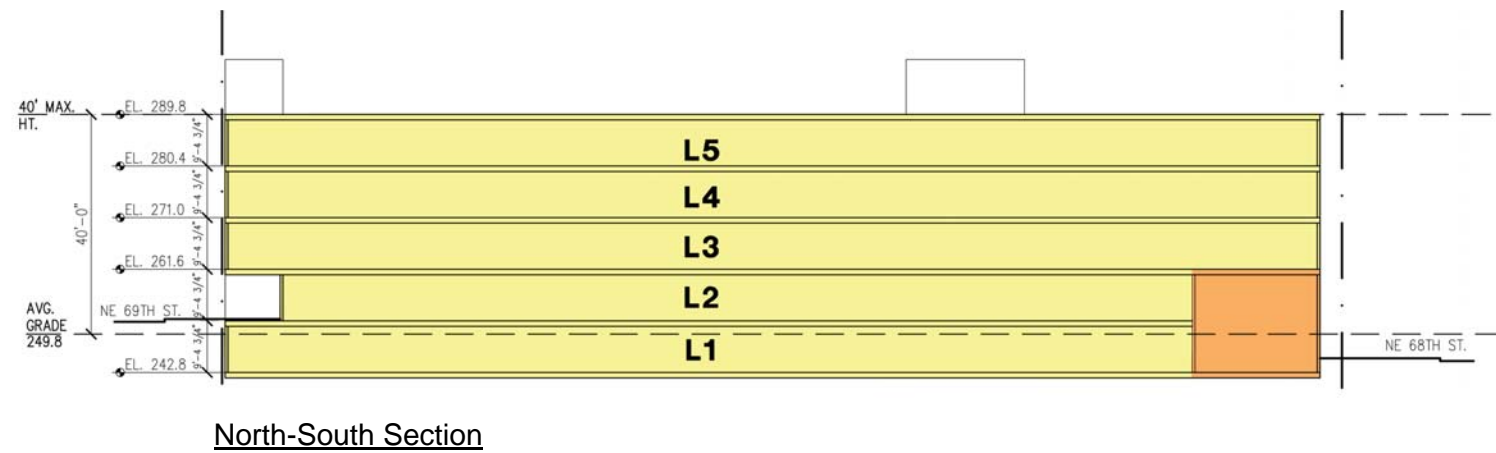 40' MAX.
HT.
EL. 289.8
9'-4 3/4"
L5
EL. 280.4
9'-4 3/4"
L4
EL. 271.0
9'-4 3/4"
40'-0"
L3
EL. 261.6
9'-4 3/4"
L2
AVG.
GRADE
249.8
NE 69TH ST.
9'-4 3/4"
L1
NE 68TH ST.
EL. 242.8
North-South Section